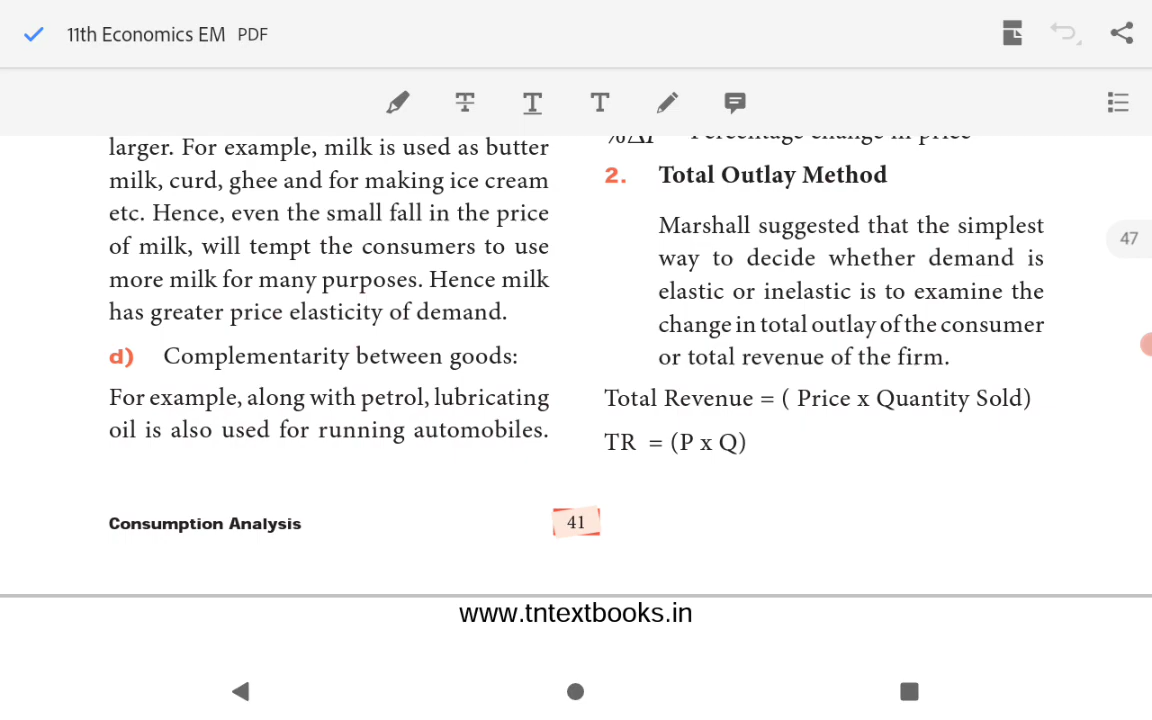 11th Economics EM PDF
47
larger. For example, milk is used as butter
milk, curd, ghee and for making ice cream
etc. Hence, even the small fall in the price
of milk, will tempt the consumers to use
more milk for many purposes. Hence milk
has greater price elasticity of demand.
d) Complementarity between goods:
For example, along with petrol, lubricating
oil is also used for running automobiles.
%ΔP Percentage change in price
2. Total Outlay Method
Marshall suggested that the simplest
way to decide whether demand is
elastic or inelastic is to examine the
change in total outlay of the consumer
or total revenue of the firm.
Total Revenue = ( Price x Quantity Sold)
TR = (P x Q)
Consumption Analysis
41
www.tntextbooks.in